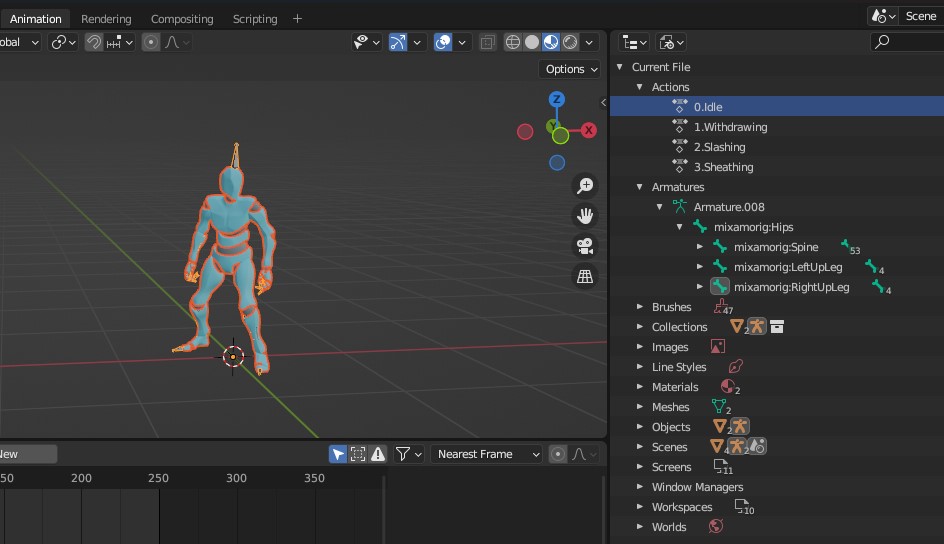 Animation Rendering Compositing Scripting + Scene
obal
Options
Z
Y
X
Current File
Actions
0.Idle
1.Withdrawing
2.Slashing
3.Sheathing
Armatures
Armature.008
mixamorig:Hips
mixamorig:Spine 53
mixamorig:LeftUpLeg 4
mixamorig:RightUpLeg 4
Brushes 47
Collections 2
Images
Line Styles
Materials 2
Meshes 2
Objects 2
Scenes 4 2
Screens 11
Window Managers
Workspaces 10
Worlds
New Nearest Frame
50 200 250 300 350